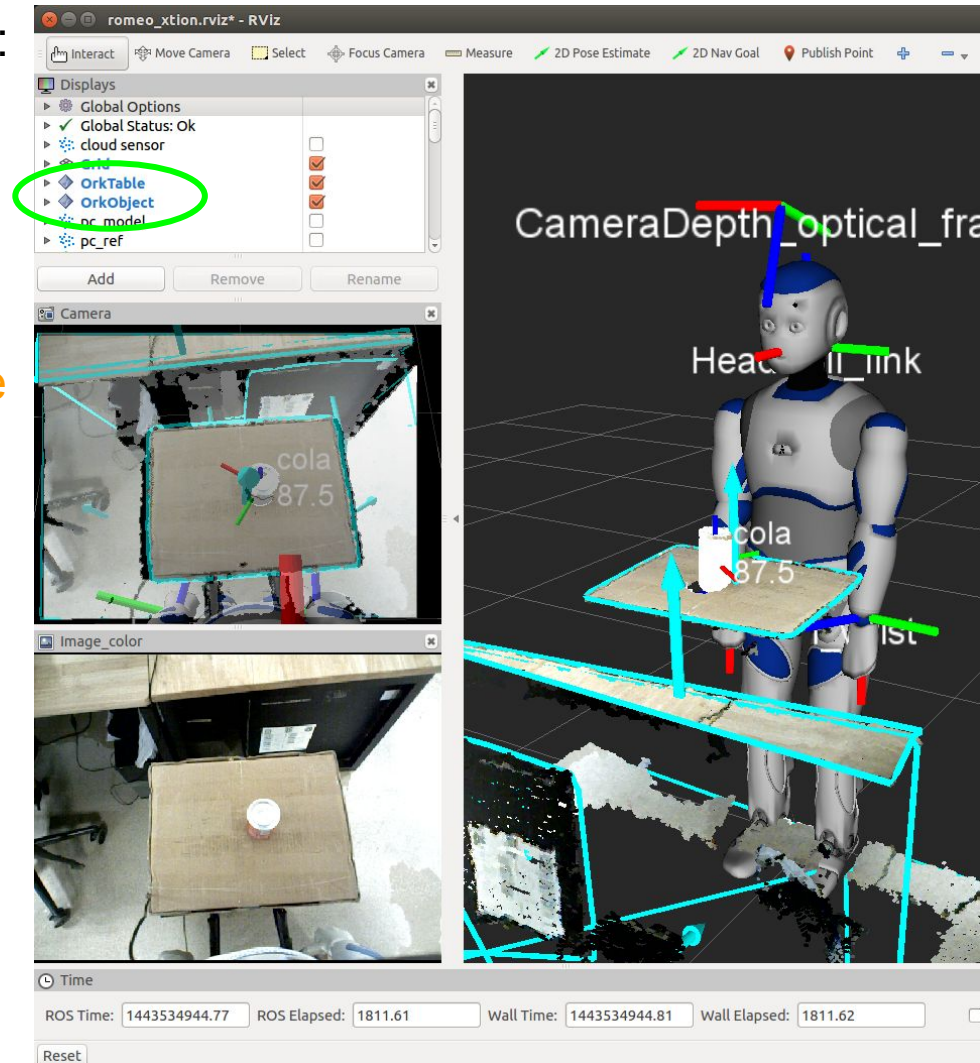 romeo_xtion.rviz* - RViz
Interact Move Camera Select Focus Camera Measure 2D Pose Estimate 2D Nav Goal Publish Point
Displays
Global Options
Global Status: Ok
cloud sensor
Grid
OrkTable
OrkObject
pc_model
pc_ref
Add Remove Rename
Camera
cola
87.5
Image_color
CameraDepth_optical_fra
cola
87.5
Time
ROS Time: 1443534944.77 ROS Elapsed: 1811.61 Wall Time: 1443534944.81 Wall Elapsed: 1811.62
Reset